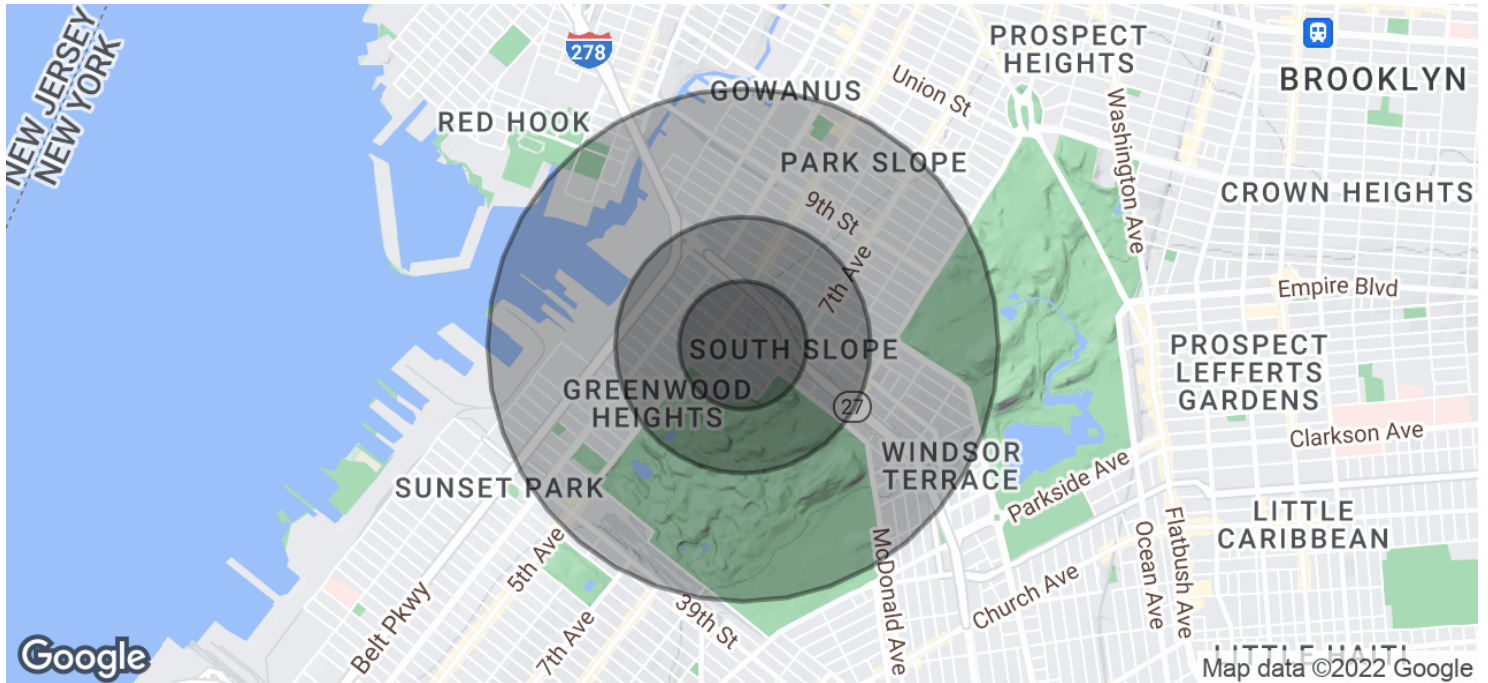 NEW JERSEY
NEW YORK
278
PROSPECT
HEIGHTS
BROOKLYN
Union St
GOWANUS
RED HOOK
Washington Ave
PARK SLOPE
CROWN HEIGHTS
9th St
7th Ave
Empire Blvd
SOUTH SLOPE
PROSPECT
LEFFERTS
GARDENS
GREENWOOD
HEIGHTS
27
Clarkson Ave
WINDSOR
TERRACE
SUNSET PARK
Parkside Ave
LITTLE
CARIBBEAN
5th Ave
Belt Pkwy
7th Ave
39th St
McDonald Ave
Church Ave
Ocean Ave
Flatbush Ave
LITTLE HAITI
Google
Map data ©2022 Google